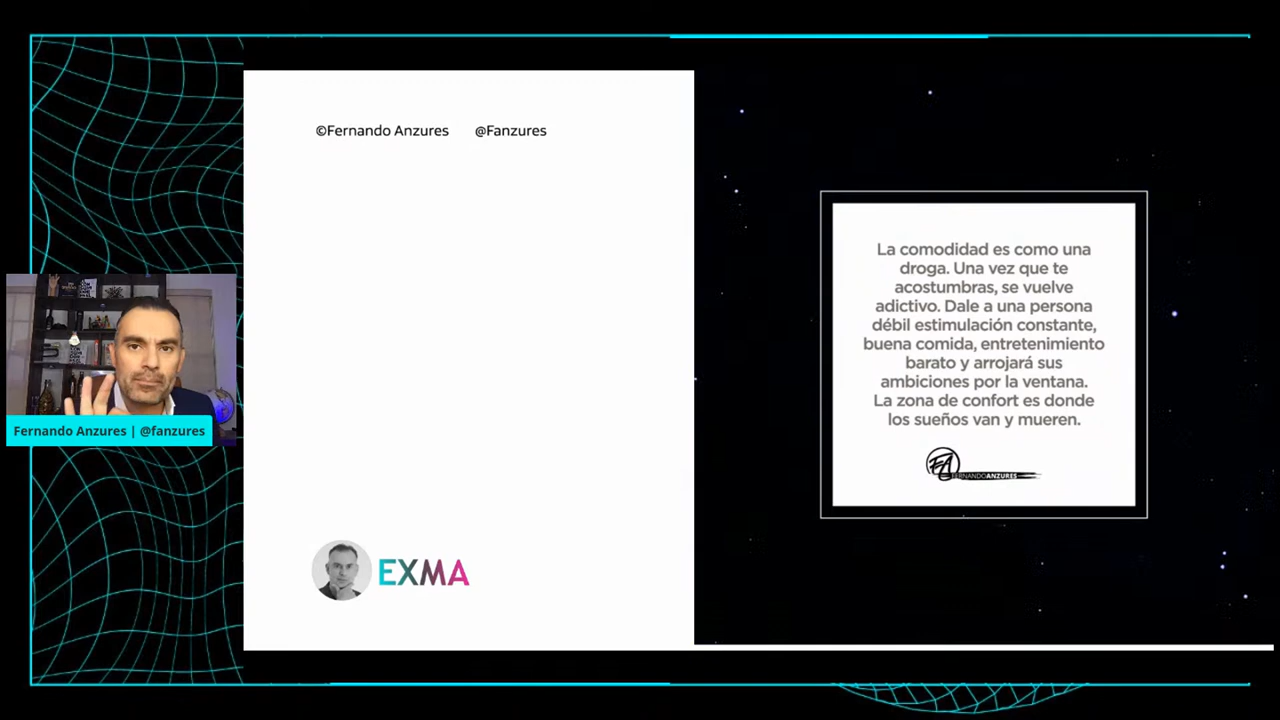 ©Fernando Anzures @Fanzures
La comodidad es como una
droga. Una vez que te
acostumbras, se vuelve
adictivo. Dale a una persona
débil estimulación constante,
buena comida, entretenimiento
barato y arrojará sus
ambiciones por la ventana.
La zona de confort es donde
los sueños van y mueren.
FA
FERNANDOANZURES
Fernando Anzures | @fanzures
EXMA